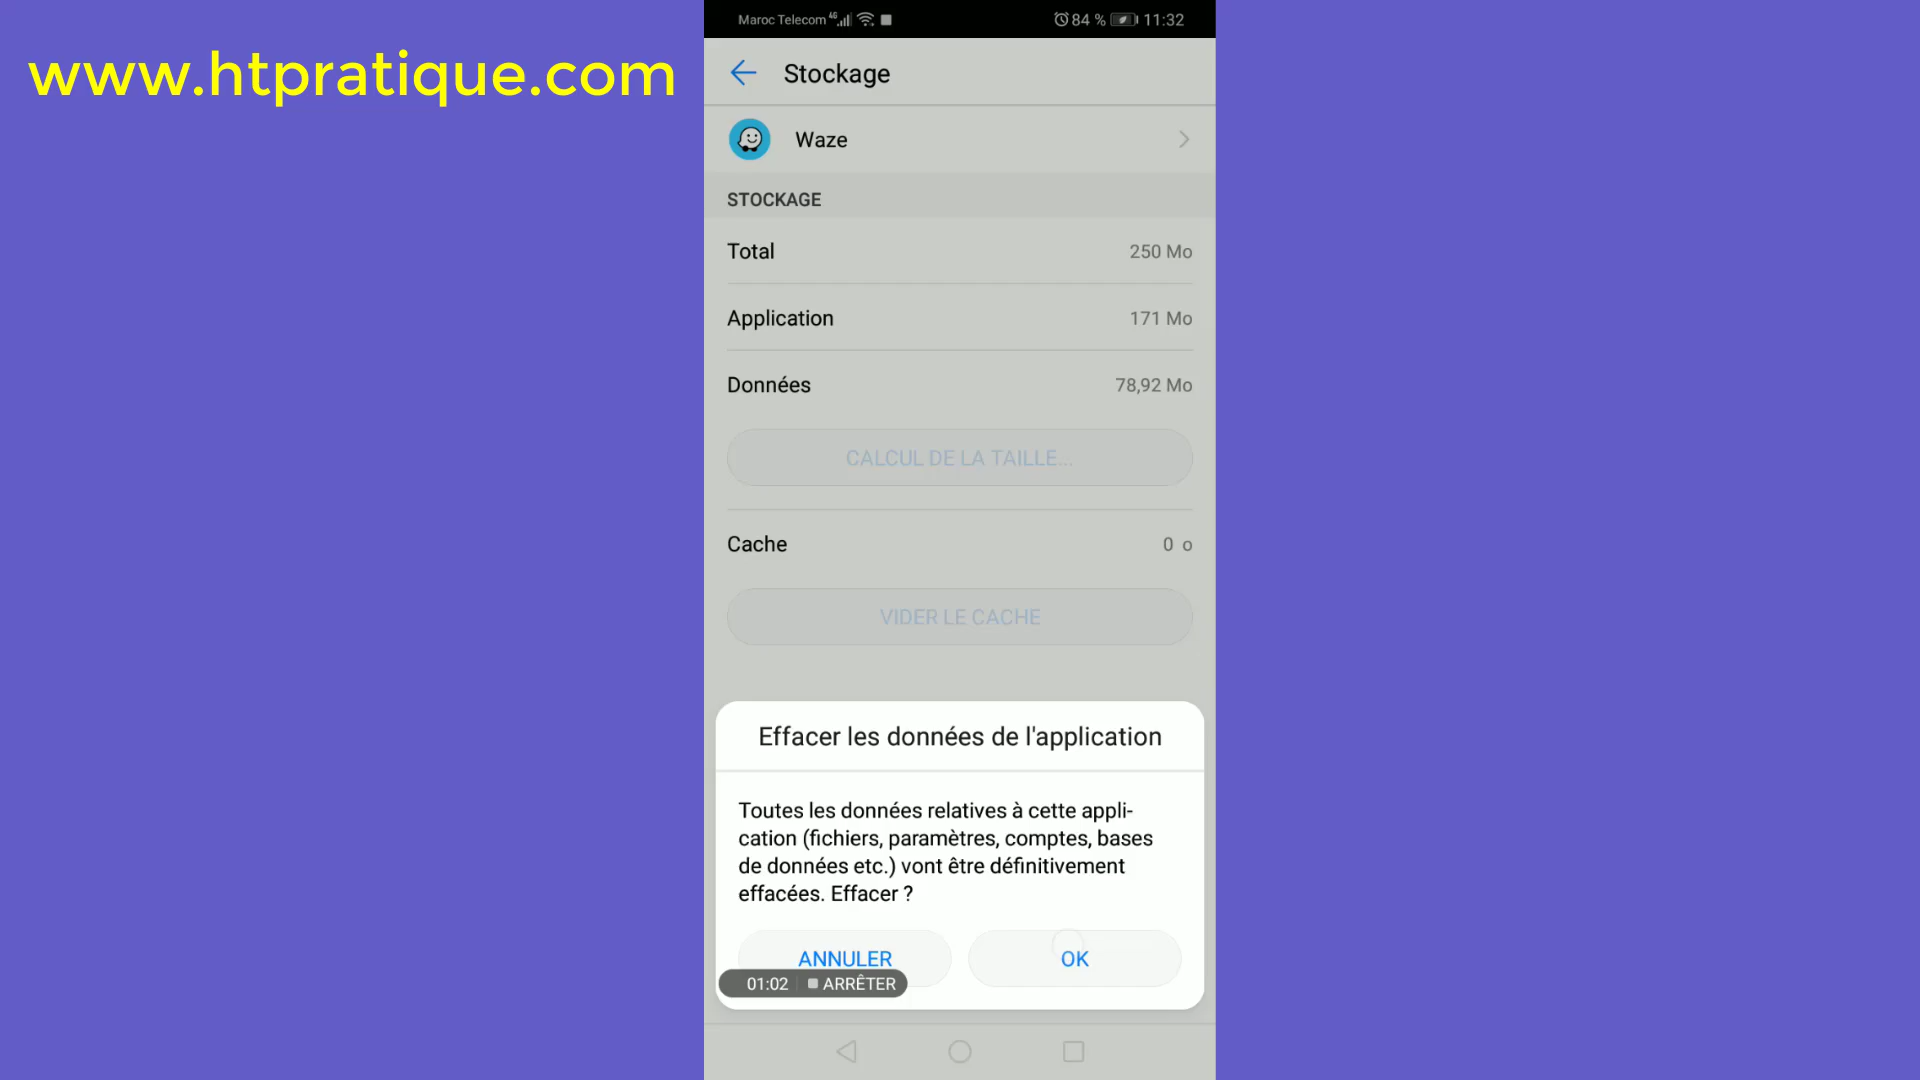 www.htpratique.com
Maroc Telecom 4G 84 % 11:32
Stockage
Waze
STOCKAGE
Total 250 Mo
Application 171 Mo
Données 78,92 Mo
CALCUL DE LA TAILLE...
Cache 0 o
VIDER LE CACHE
Effacer les données de l'application
Toutes les données relatives à cette appli-
cation (fichiers, paramètres, comptes, bases
de données etc.) vont être définitivement
effacées. Effacer ?
ANNULER OK
01:02 ARRÊTER